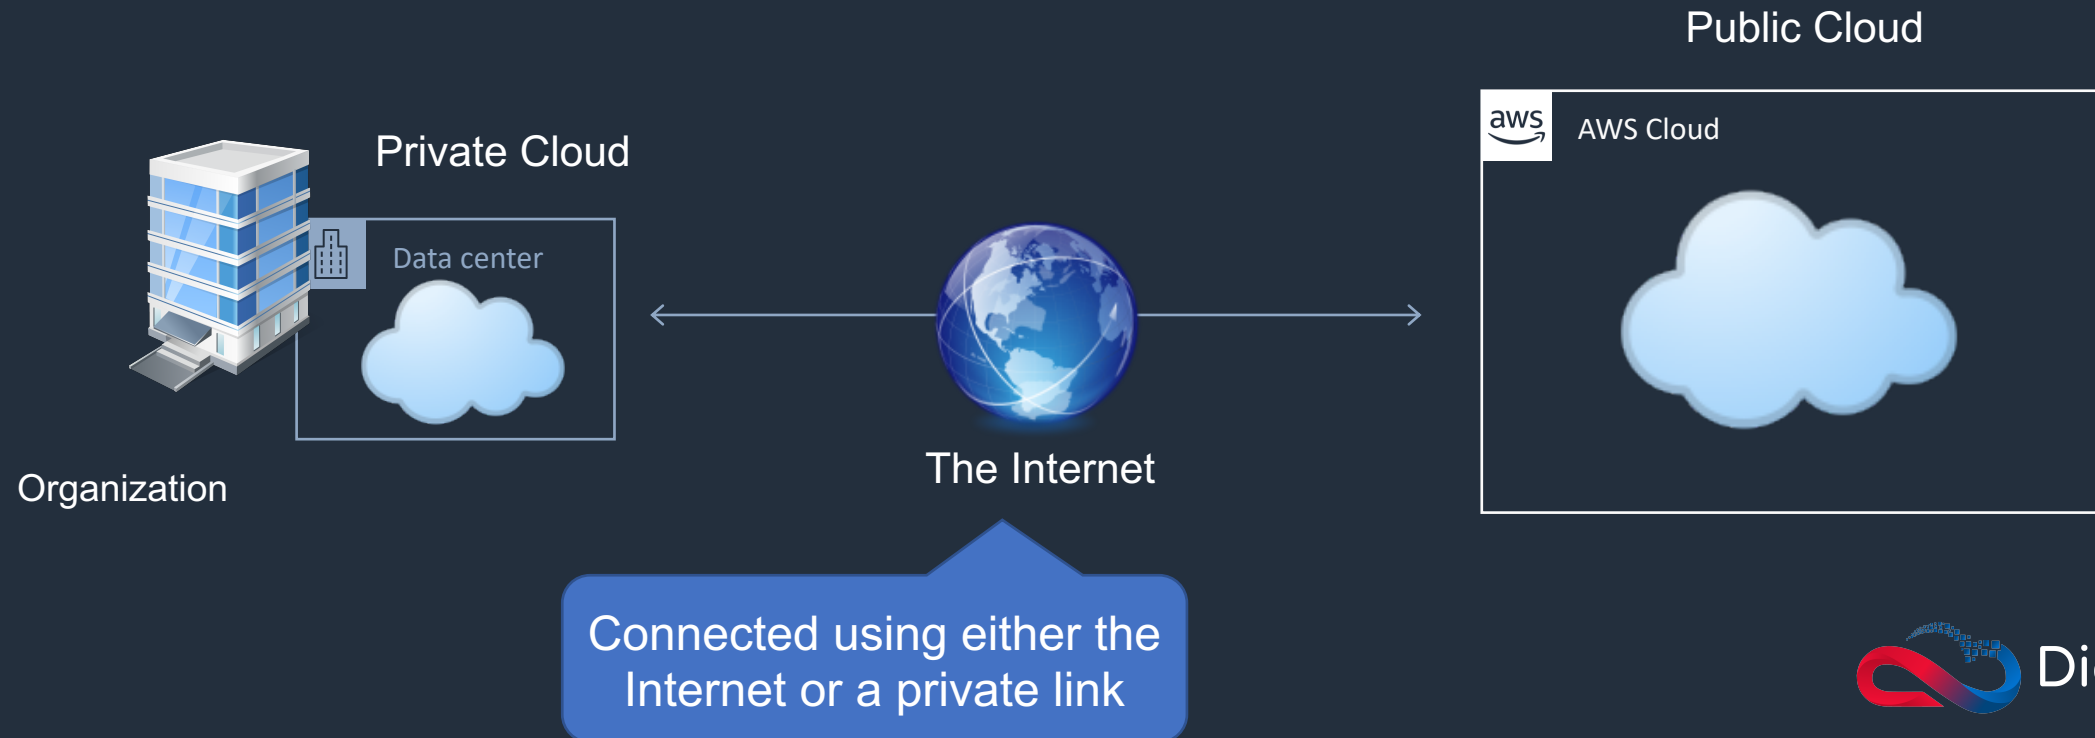 Public Cloud
aws
AWS Cloud
Private Cloud
Data center
Organization
The Internet
Connected using either the
Internet or a private link